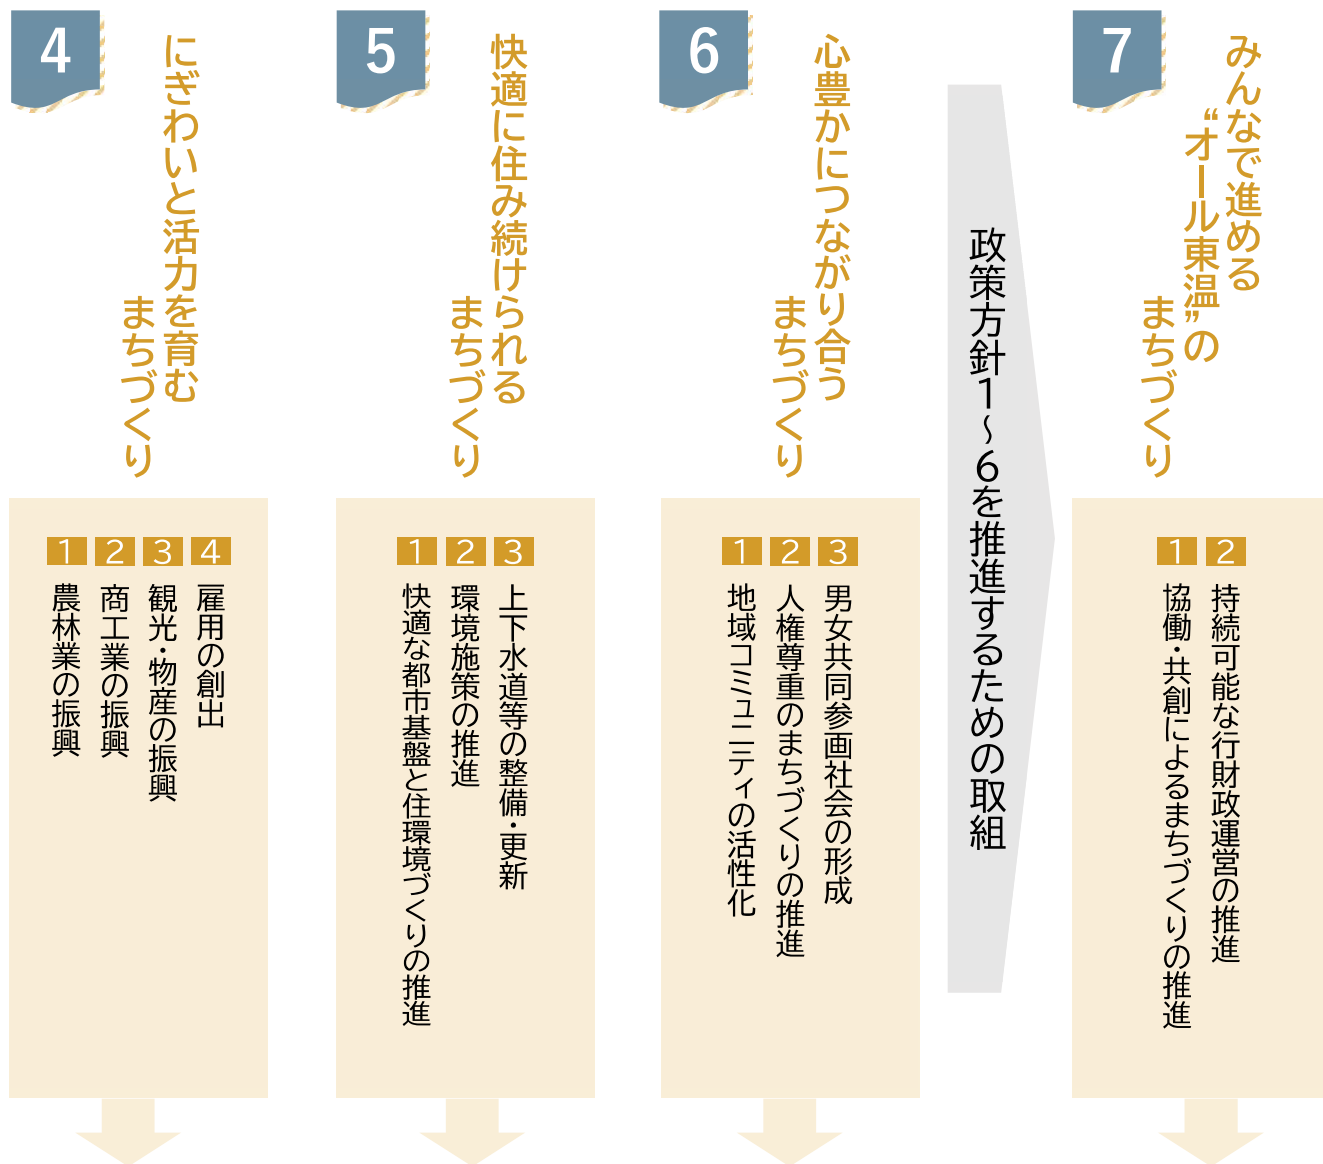 4
にぎわいと活力を育む
まちづくり
1
農林業の振興
2
商工業の振興
3
観光・物産の振興
4
雇用の創出
5
快適に住み続けられる
まちづくり
1
快適な都市基盤と住環境づくりの推進
2
環境施策の推進
3
上下水道等の整備・更新
6
心豊かにつながり合う
まちづくり
1
地域コミュニティの活性化
2
人権尊重のまちづくりの推進
3
男女共同参画社会の形成
政策方針1～6を推進するための取組
7
みんなで進める
“オール東温”の
まちづくり
1
協働・共創によるまちづくりの推進
2
持続可能な行財政運営の推進